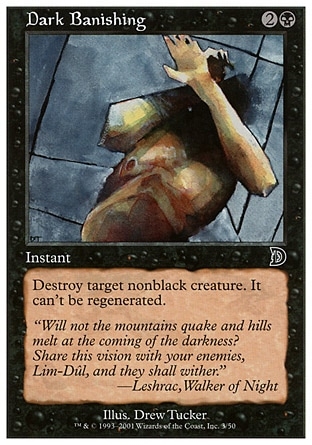 Dark Banishing 2
Instant
Destroy target nonblack creature. It
can't be regenerated.
"Will not the mountains quake and hills
melt at the coming of the darkness?
Share this vision with your enemies,
Lim-Dûl, and they shall wither."
—Leshrac, Walker of Night
Illus. Drew Tucker
™ & © 1993–2001 Wizards of the Coast, Inc. 3/50